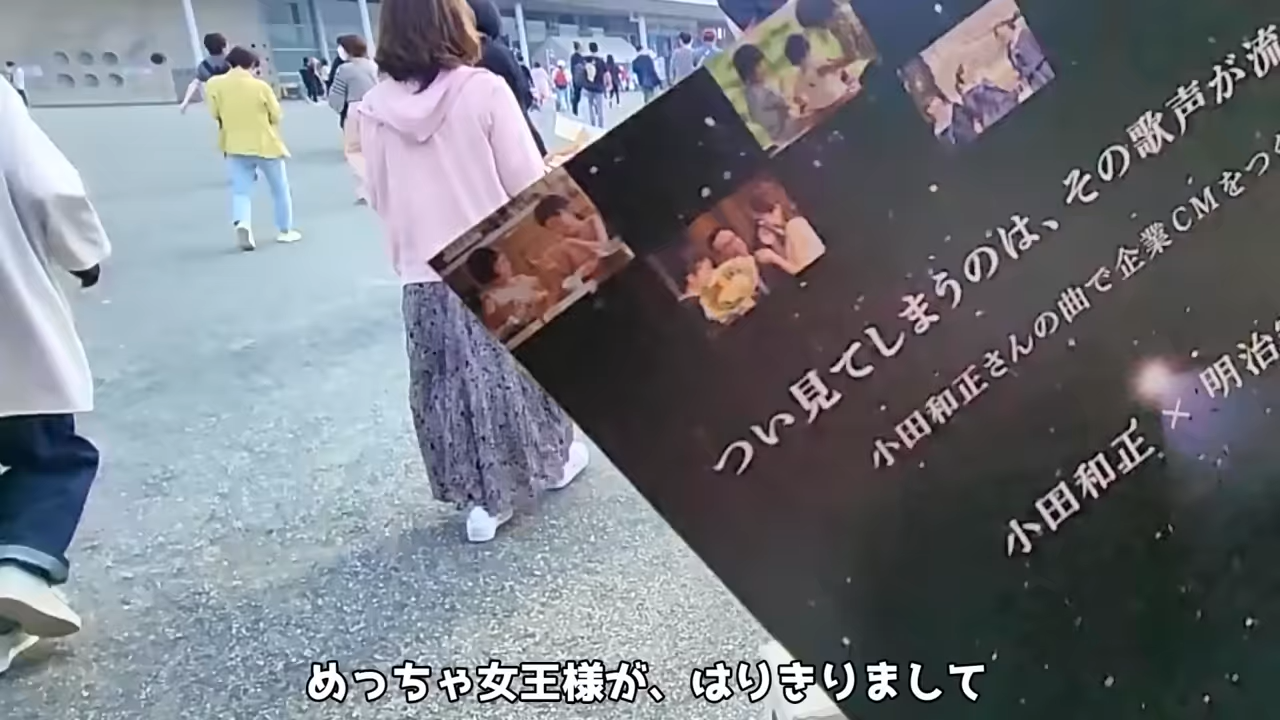 つい見てしまうのは、その歌声が流
小田和正さんの曲で企業CMをつく
小田和正 × 明治
めっちゃ女王様が、はりきりまして